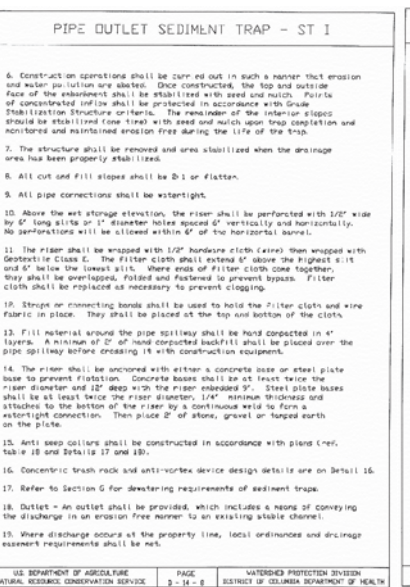 PIPE OUTLET SEDIMENT TRAP - ST I
6. Construction operations shall be carried out in such a manner that erosion
and water pollution are abated. Once constructed, the top and outside
face of the embankment shall be stabilized with seed and mulch. Points
of concentrated inflow shall be protected in accordance with Grade
Stabilization Structure criteria. The remainder of the interior slopes
should be stabilized (one time) with seed and mulch upon trap completion and
monitored and maintained erosion free during the life of the trap.
7. The structure shall be removed and area stabilized when the drainage
area has been properly stabilized.
8. All cut and fill slopes shall be 2:1 or flatter.
9. All pipe connections shall be watertight.
10. Above the wet storage elevation, the riser shall be perforated with 1/2" wide
by 6" long slits or 1" diameter holes spaced 6" vertically and horizontally.
No perforations will be allowed within 6" of the horizontal barrel.
11. The riser shall be wrapped with 1/2" hardware cloth (wire) then wrapped with
Geotextile Class E. The filter cloth shall extend 6" above the highest slit
and 6" below the lowest slit. Where ends of filter cloth come together,
they shall be overlapped, folded and fastened to prevent bypass. Filter
cloth shall be replaced as necessary to prevent clogging.
12. Straps or connecting bands shall be used to hold the filter cloth and wire
fabric in place. They shall be placed at the top and bottom of the cloth.
13. Fill material around the pipe spillway shall be hand compacted in 4"
layers. A minimum of 2' of hand compacted backfill shall be placed over the
pipe spillway before crossing it with construction equipment.
14. The riser shall be anchored with either a concrete base or steel plate
base to prevent flotation. Concrete bases shall be at least twice the
riser diameter and 12" deep with the riser embedded 9". Steel plate bases
shall be at least twice the riser diameter, 1/4" minimum thickness and
attached to the bottom of the riser by a continuous weld to form a
watertight connection. Then place 2' of stone, gravel or tamped earth
on the plate.
15. Anti seep collars shall be constructed in accordance with plans (ref.
table 18 and Details 17 and 18).
16. Concentric trash rack and anti-vortex device design details are on Detail 16.
17. Refer to Section G for dewatering requirements of sediment traps.
18. Outlet - An outlet shall be provided, which includes a means of conveying
the discharge in an erosion free manner to an existing stable channel.
19. Where discharge occurs at the property line, local ordinances and drainage
easement requirements shall be met.
U.S. DEPARTMENT OF AGRICULTURE
NATURAL RESOURCE CONSERVATION SERVICE
PAGE
D - 14 - 8
WATERSHED PROTECTION DIVISION
DISTRICT OF COLUMBIA DEPARTMENT OF HEALTH